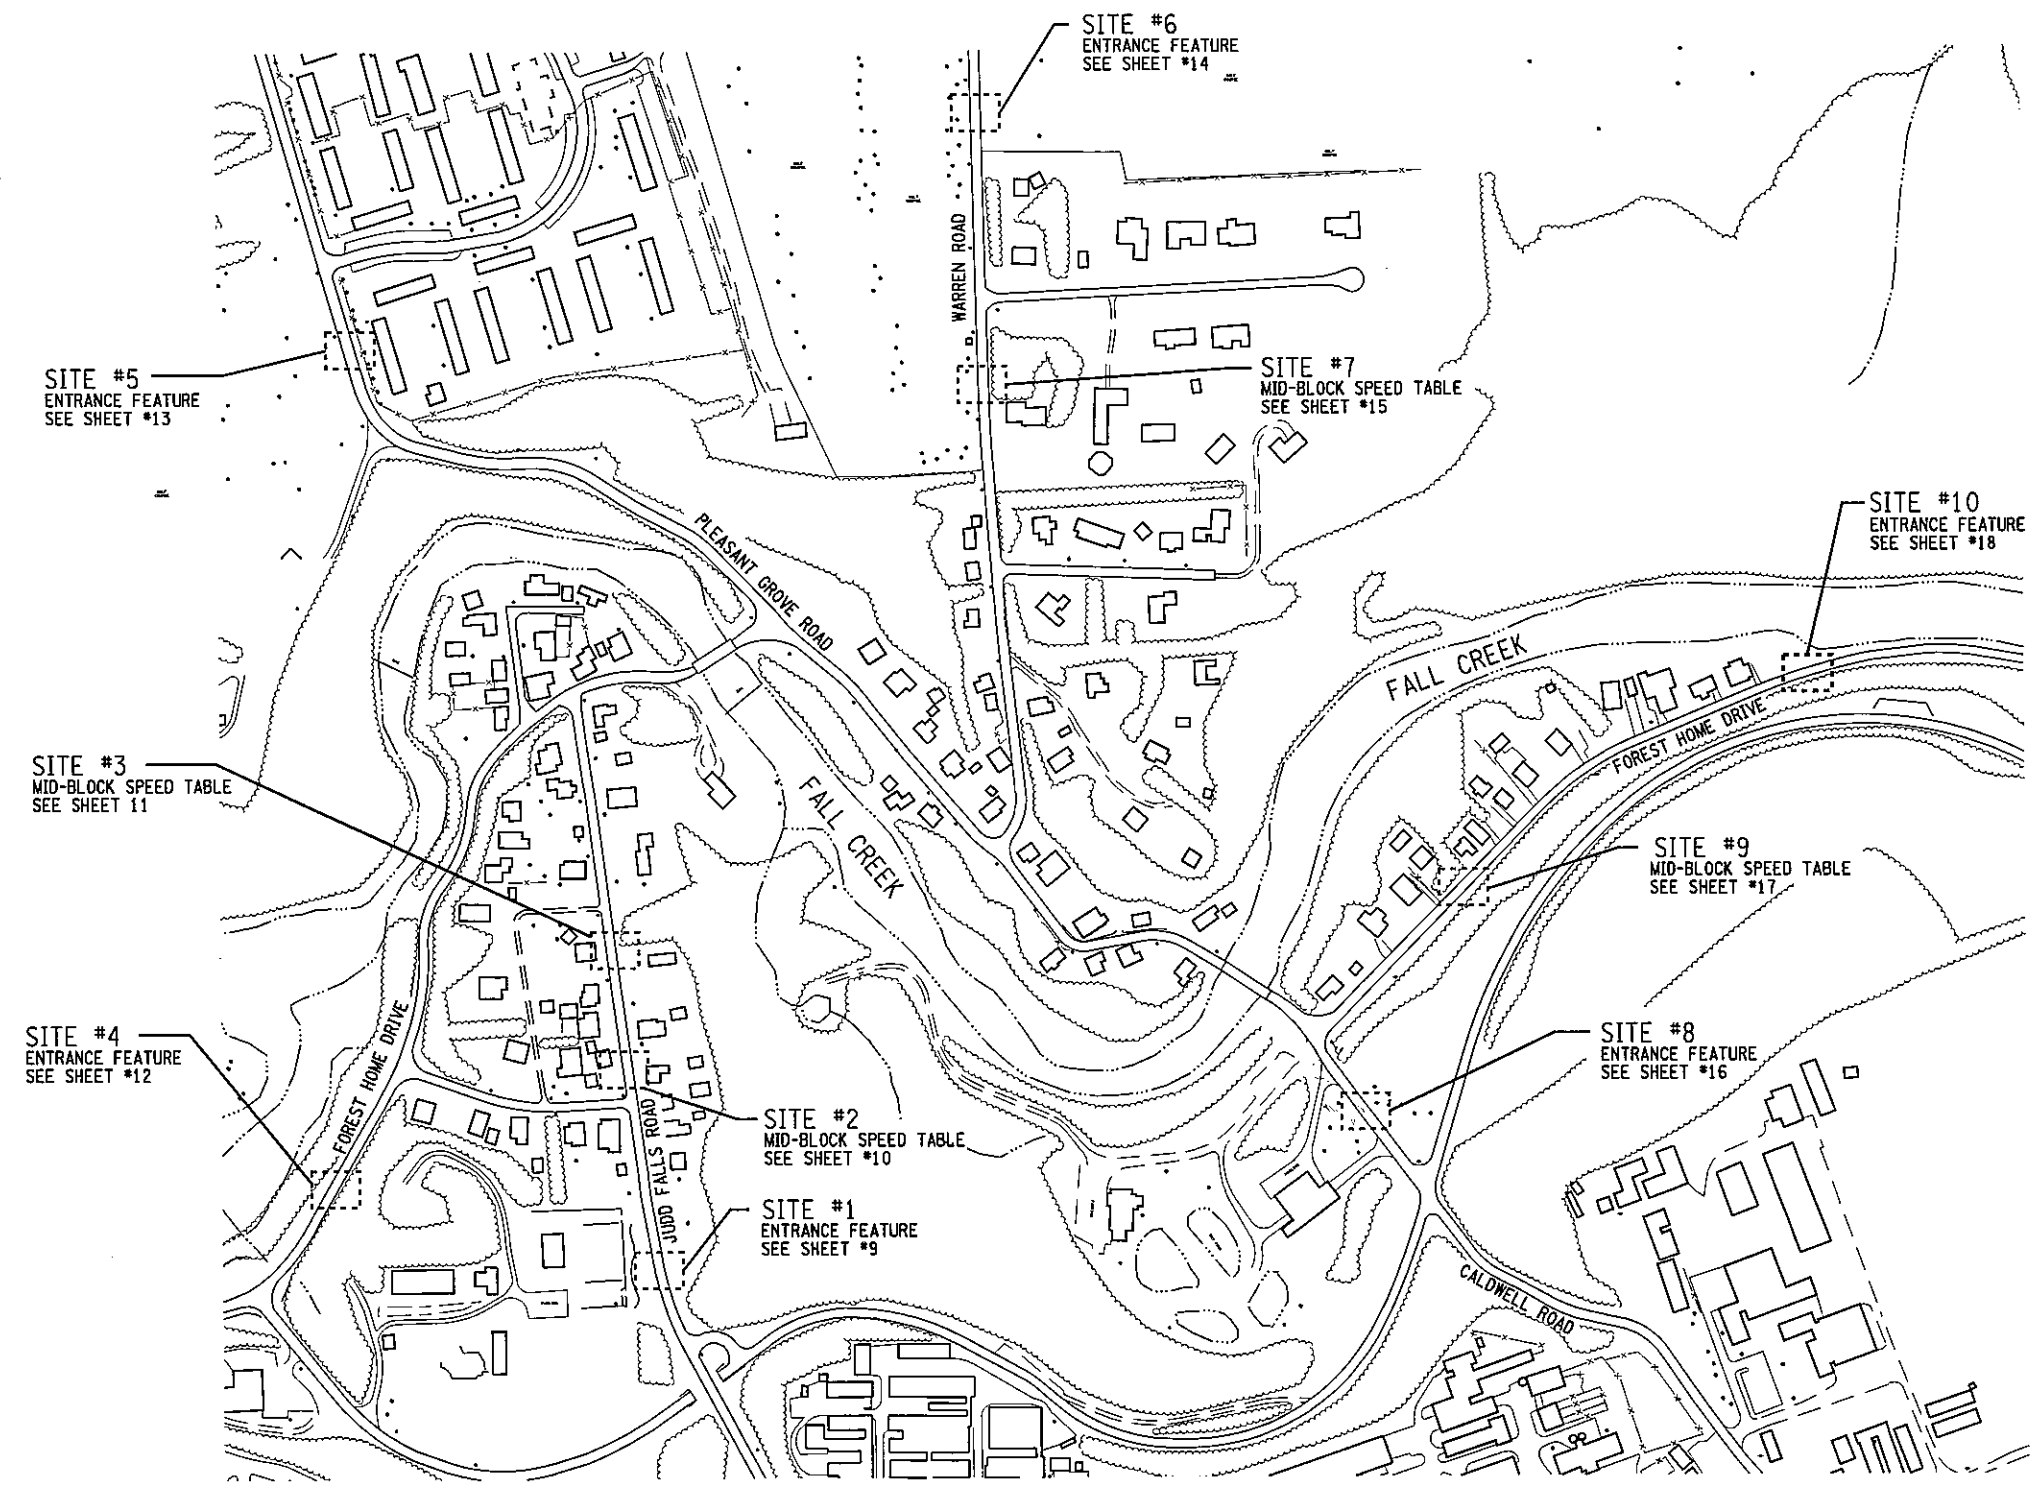 SITE #6
ENTRANCE FEATURE
SEE SHEET #14
WARREN ROAD
SITE #5
ENTRANCE FEATURE
SEE SHEET #13
SITE #7
MID-BLOCK SPEED TABLE
SEE SHEET #15
SITE #10
ENTRANCE FEATURE
SEE SHEET #18
PLEASANT GROVE ROAD
FALL CREEK
FOREST HOME DRIVE
SITE #3
MID-BLOCK SPEED TABLE
SEE SHEET 11
FALL CREEK
SITE #9
MID-BLOCK SPEED TABLE
SEE SHEET #17
SITE #4
ENTRANCE FEATURE
SEE SHEET #12
FOREST HOME DRIVE
SITE #8
ENTRANCE FEATURE
SEE SHEET #16
SITE #2
MID-BLOCK SPEED TABLE
SEE SHEET #10
JUDD FALLS ROAD
SITE #1
ENTRANCE FEATURE
SEE SHEET #9
CALDWELL ROAD